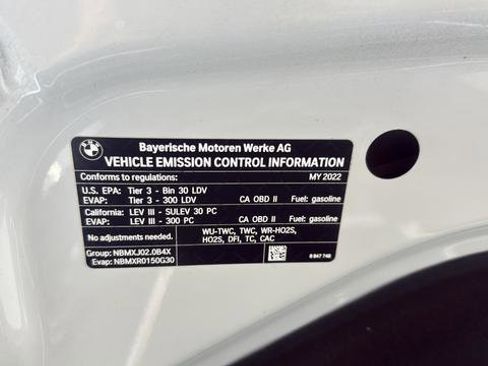 BMW
Bayerische Motoren Werke AG
VEHICLE EMISSION CONTROL INFORMATION
Conforms to regulations: MY 2022
U.S. EPA: Tier 3 - Bin 30 LDV
EVAP: Tier 3 - 300 LDV CA OBD II Fuel: gasoline
California: LEV III - SULEV 30 PC
EVAP: LEV III - 300 PC CA OBD II Fuel: gasoline
No adjustments needed. WU-TWC, TWC, WR-HO2S,
HO2S, DFI, TC, CAC
Group: NBMXJ02.0B4X
Evap: NBMXR0150G30